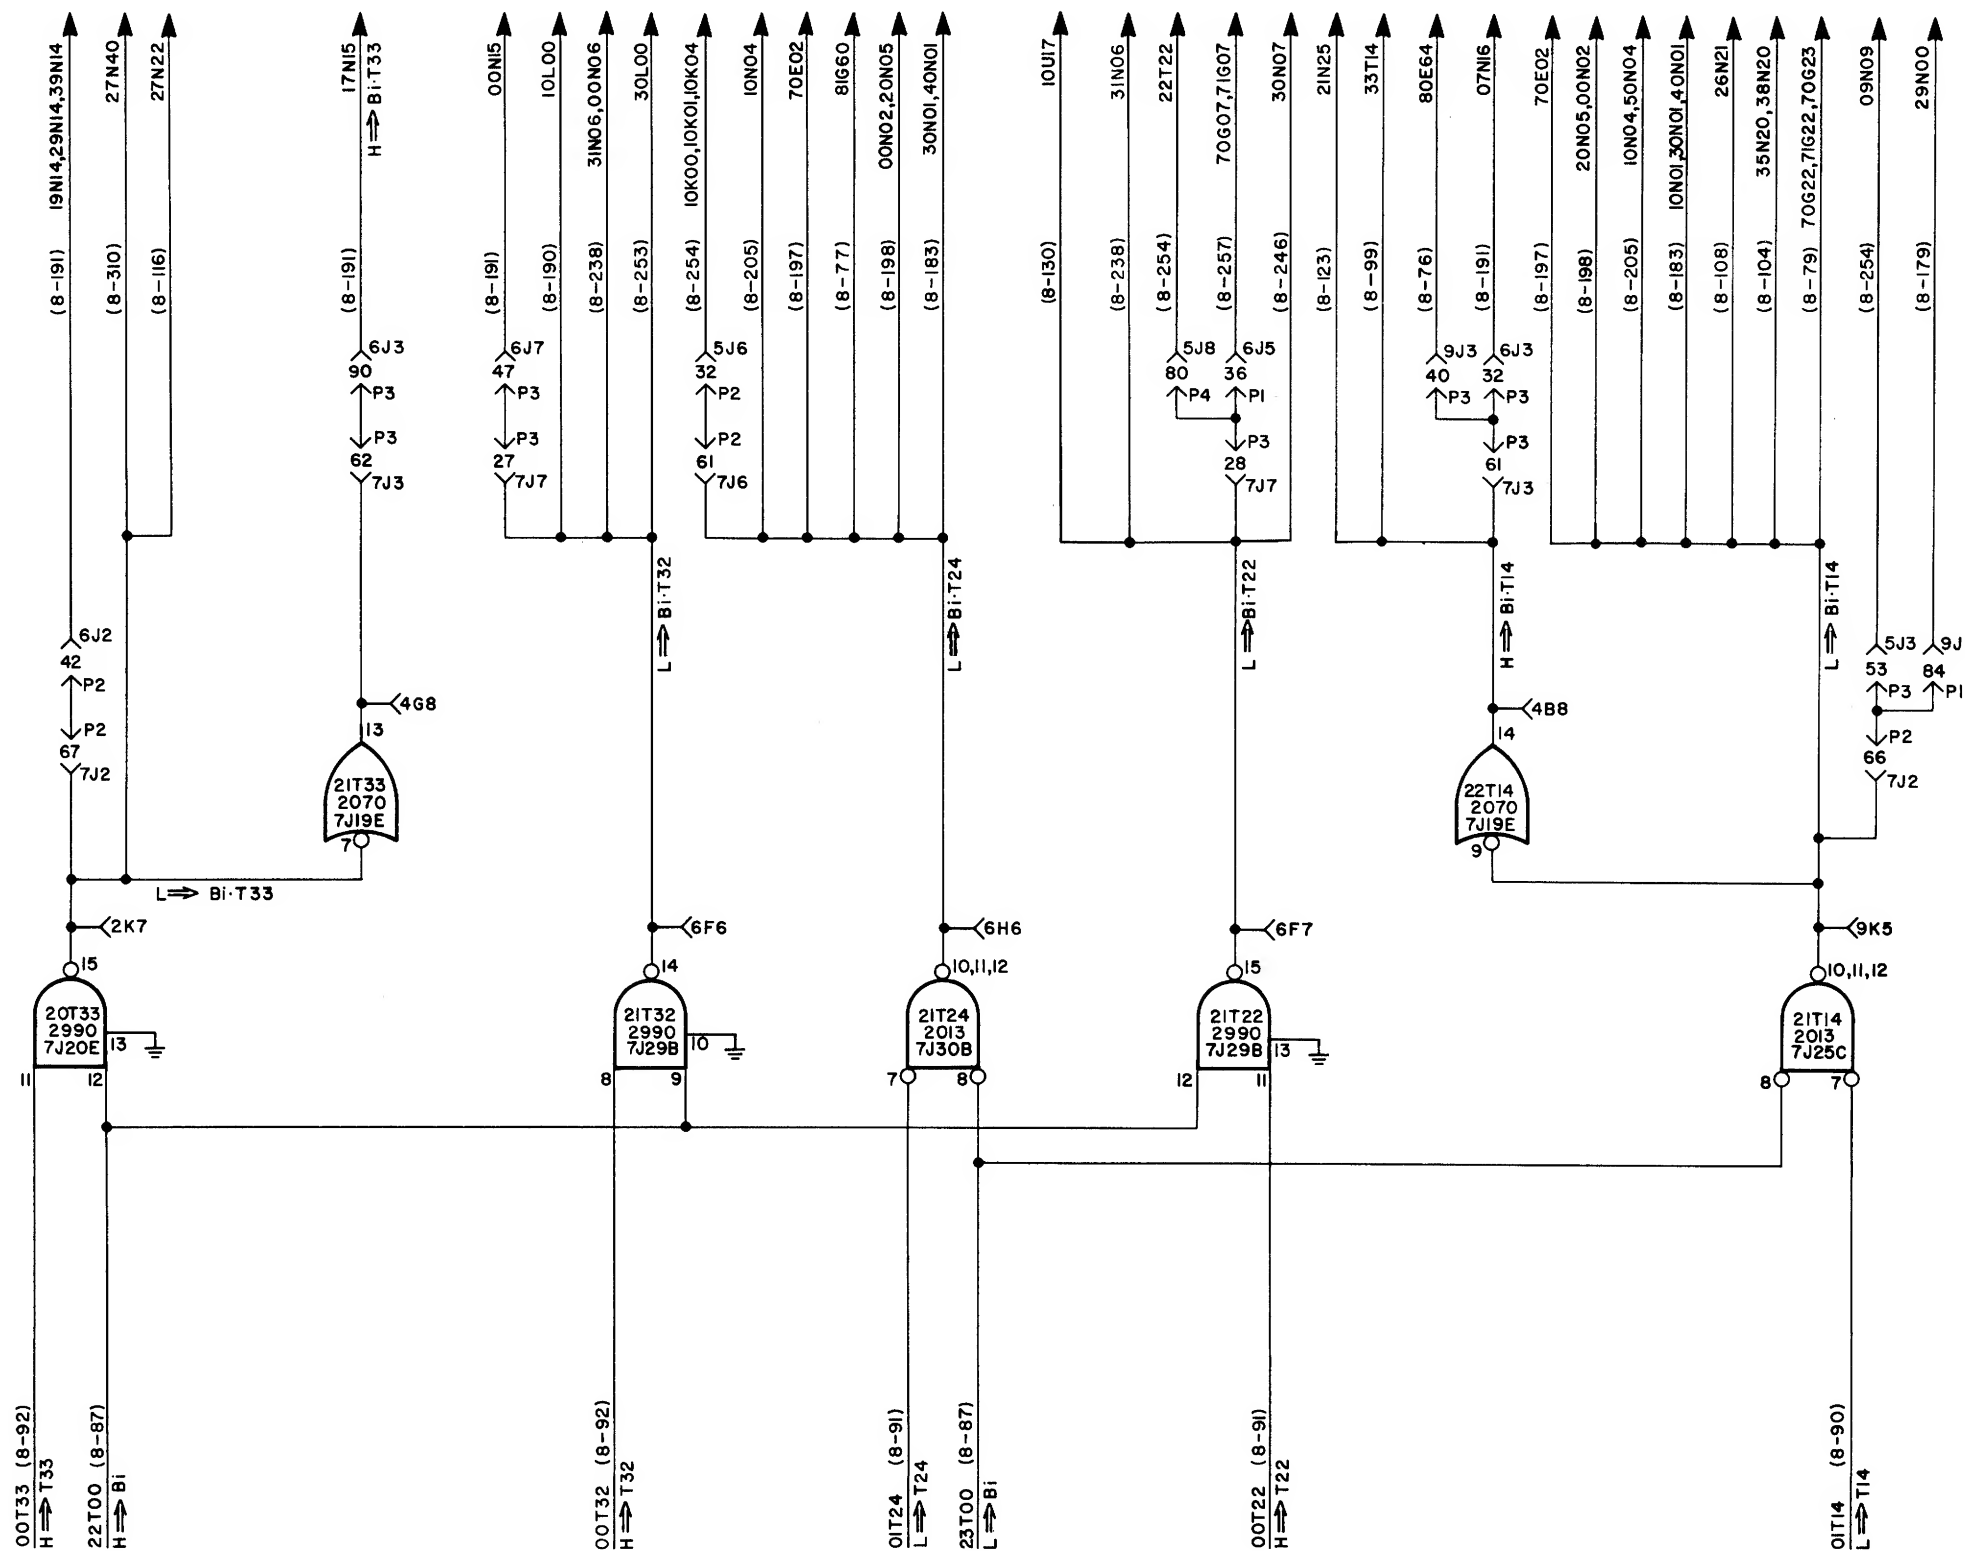 19N14,29N14,39N14
27N40
27N22
17N15
H⇒Bi·T33
00N15
10L00
31N06,00N06
30L00
10K00,10K01,10K04
10N04
70E02
81G60
00N02,20N05
30N01,40N01
10U17
31N06
22T22
70G07,71G07
30N07
21N25
33T14
80E64
07N16
70E02
20N05,00N02
10N04,50N04
10N01,30N01,40N01
26N21
35N20,38N20
70G22,71G22,70G23
09N09
29N00
(8-191)
(8-310)
(8-116)
(8-191)
(8-191)
(8-190)
(8-238)
(8-253)
(8-254)
(8-205)
(8-197)
(8-77)
(8-198)
(8-183)
(8-130)
(8-238)
(8-254)
(8-257)
(8-246)
(8-123)
(8-99)
(8-76)
(8-191)
(8-197)
(8-198)
(8-205)
(8-183)
(8-108)
(8-104)
(8-79)
(8-254)
(8-179)
6J3
90
P3
P3
62
7J3
6J7
47
P3
P3
27
7J7
5J6
32
P2
P2
61
7J6
5J8
80
P4
6J5
36
P1
P3
28
7J7
9J3
40
P3
6J3
32
P3
P3
61
7J3
L⇒Bi·T32
L⇒Bi·T24
L⇒Bi·T22
H⇒Bi·T14
L⇒Bi·T14
6J2
42
P2
P2
67
7J2
5J3
53
P3
9J
84
P1
P2
66
7J2
4G8
13
21T33
2070
7J19E
7
4B8
14
22T14
2070
7J19E
9
L⇒ Bi·T33
2K7
6F6
6H6
6F7
9K5
15
20T33
2990
7J20E
13
11
12
14
21T32
2990
7J29B
10
8
9
10,11,12
21T24
2013
7J30B
7
8
15
21T22
2990
7J29B
13
12
11
10,11,12
21T14
2013
7J25C
8
7
00T33 (8-92)
H⇒T33
22T00 (8-87)
H⇒Bi
00T32 (8-92)
H⇒T32
01T24 (8-91)
L⇒T24
23T00 (8-87)
L⇒Bi
00T22 (8-91)
H⇒T22
01T14 (8-90)
L⇒T14